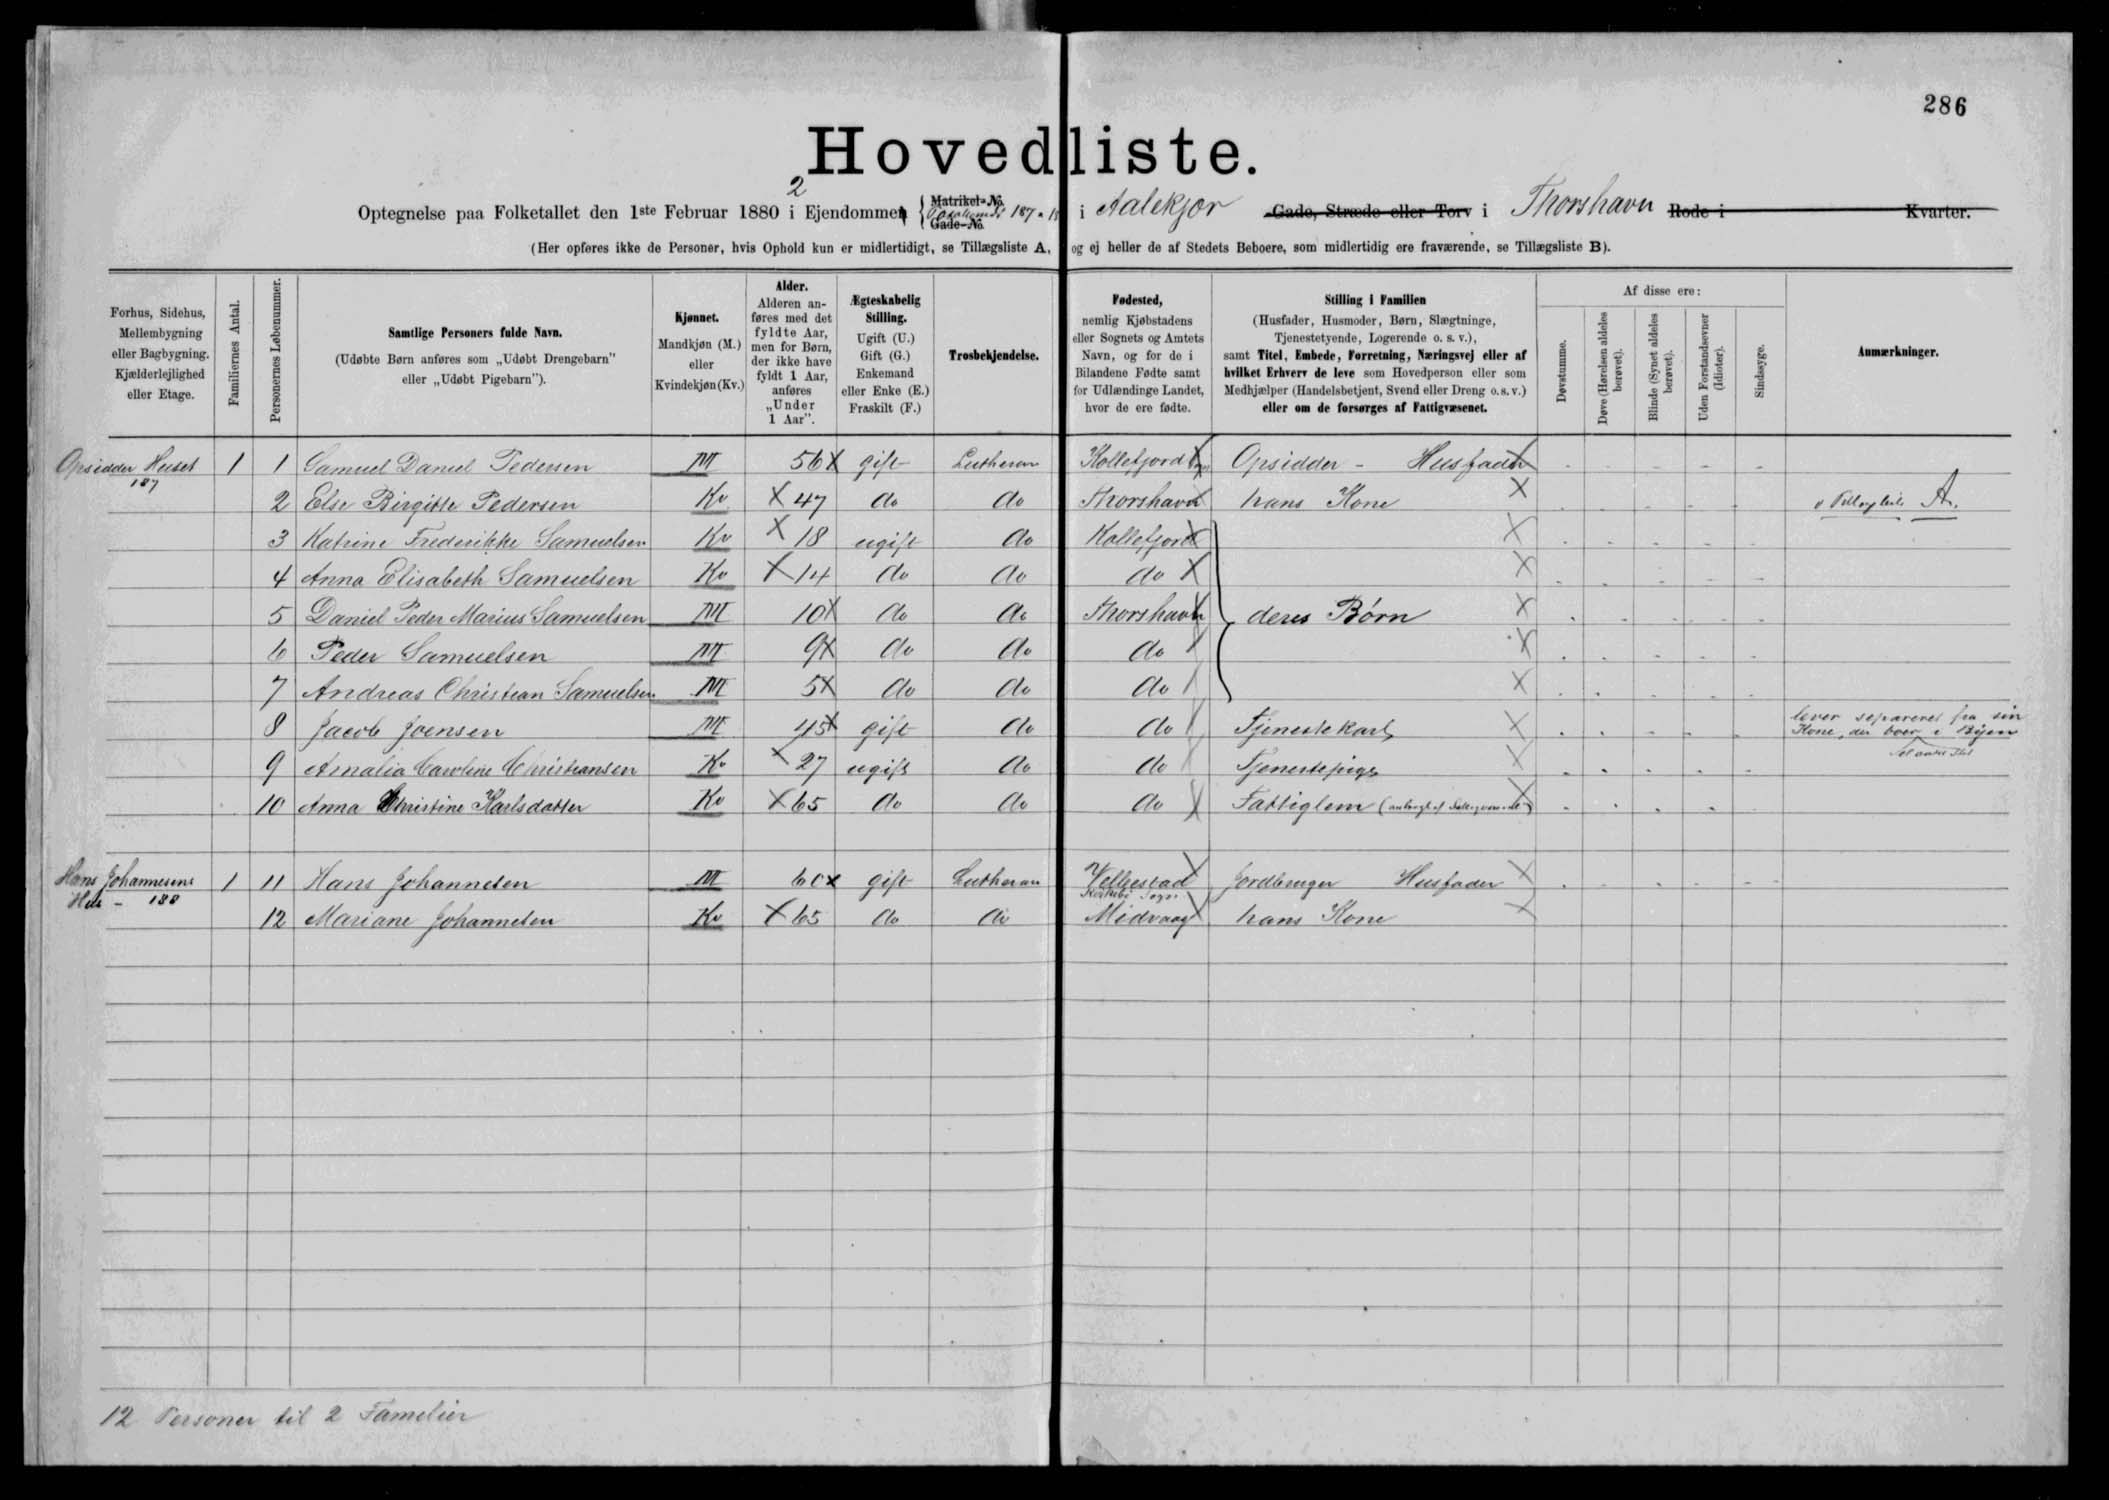 286
Hovedliste.
2
Optegnelse paa Folketallet den 1ste Februar 1880 i Ejendommen { Matrikel-No. 187 Gade-No. i Aalekjær Gade, Stræde eller Torv i Thorshavn Rode i Kvarter.
(Her opføres ikke de Personer, hvis Ophold kun er midlertidigt, se Tillægsliste A, og ej heller de af Stedets Beboere, som midlertidig ere fraværende, se Tillægsliste B).
Forhus, Sidehus, Mellembygning eller Bagbygning. Kjælderlejlighed eller Etage.
Familiernes Antal.
Personernes Løbenummer.
Samtlige Personers fulde Navn.
(Udøbte Børn anføres som „Udøbt Drengebarn" eller „Udøbt Pigebarn").
Kjønnet.
Mandkjøn (M.) eller Kvindekjøn (Kv.)
Alder.
Alderen anføres med det fyldte Aar, men for Børn, der ikke have fyldt 1 Aar, anføres „Under 1 Aar".
Ægteskabelig Stilling.
Ugift (U.) Gift (G.) Enkemand eller Enke (E.) Fraskilt (F.)
Trosbekjendelse.
Fødested,
nemlig Kjøbstadens eller Sognets og Amtets Navn, og for de i Bilandene Fødte samt for Udlændinge Landet, hvor de ere fødte.
Stilling i Familien
(Husfader, Husmoder, Børn, Slægtninge, Tjenestetyende, Logerende o. s. v.), samt Titel, Embede, Forretning, Næringsvej eller af hvilket Erhverv de leve som Hovedperson eller som Medhjælper (Handelsbetjent, Svend eller Dreng o.s.v.) eller om de forsørges af Fattigvæsenet.
Af disse ere:
Døvstumme.
Døve (Hørelsen aldeles berøvet).
Blinde (Synet aldeles berøvet).
Uden Forstandsevner (Idioter).
Sindssyge.
Anmærkninger.
Opsidder Huset 187 1 1 Samuel Daniel Pedersen M 56 X gift Lutheran Kollefjord X Opsidder - Husfader X
2 Else Birgitte Pedersen Kv X 47 do do Thorshavn X hans Kone X A.
3 Katrine Frederikke Samuelsen Kv X 18 ugift do Kollefjord X
4 Anna Elisabeth Samuelsen Kv X 14 do do do X X
5 Daniel Peder Marius Samuelsen M 10 X do do Thorshavn deres Børn X
6 Peder Samuelsen M 9 X do do do X
7 Andreas Christian Samuelsen M 5 X do do do X
8 Jacob Joensen M 45 X gift do do Tjenestekarl X lever separeret fra sin Kone, der boer i Byen
9 Amalia Caroline Christiansen Kv X 27 ugift do do Tjenestepige X
10 Anna Christine Karlsdatter Kv X 65 do do do X Fattiglem
Hans Johannesens Hus - 188 1 11 Hans Johannesen M 60 X gift Lutheran Velbestad Kirkebø Sogn X Jordbruger Husfader X
12 Mariane Johannesen Kv X 65 do do Midvaag X hans Kone X
12 Personer til 2 Familier